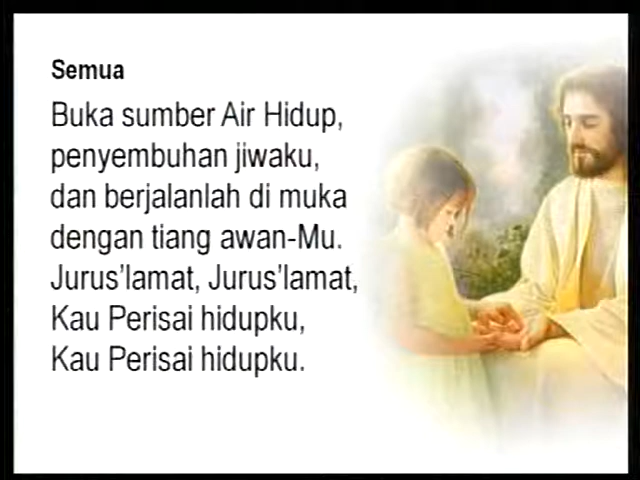 Semua
Buka sumber Air Hidup,
penyembuhan jiwaku,
dan berjalanlah di muka
dengan tiang awan-Mu.
Jurus'lamat, Jurus'lamat,
Kau Perisai hidupku,
Kau Perisai hidupku.